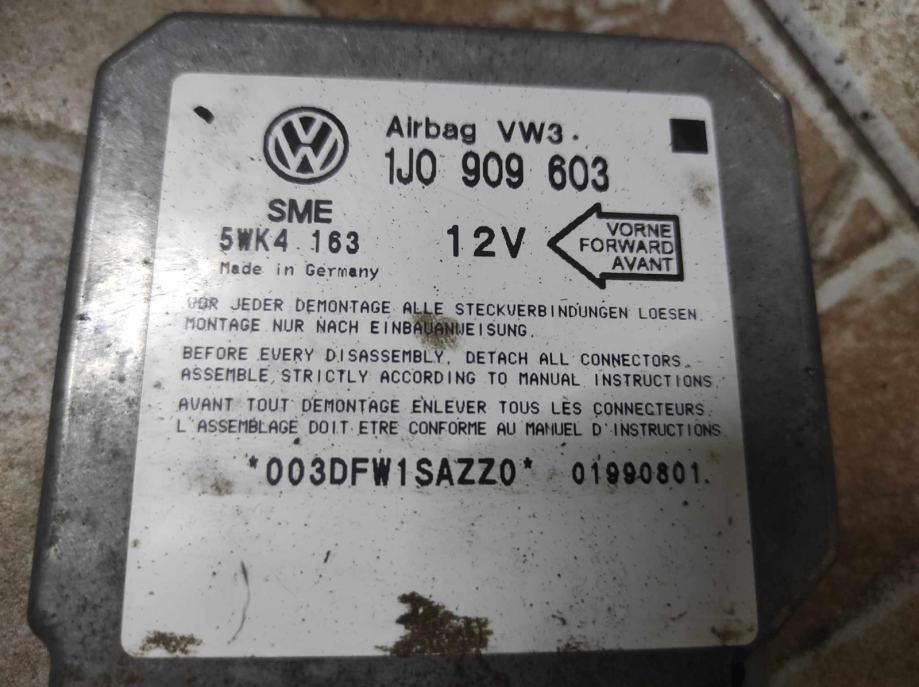 Airbag VW3.
1J0 909 603
SME
5WK4 163
12V
VORNE
FORWARD
AVANT
Made in Germany
VOR JEDER DEMONTAGE ALLE STECKVERBINDUNGEN LOESEN.
MONTAGE NUR NACH EINBAUANWEISUNG.
BEFORE EVERY DISASSEMBLY, DETACH ALL CONNECTORS.
ASSEMBLE STRICTLY ACCORDING TO MANUAL INSTRUCTIONS.
AVANT TOUT DEMONTAGE ENLEVER TOUS LES CONNECTEURS.
L'ASSEMBLAGE DOIT ETRE CONFORME AU MANUEL D'INSTRUCTIONS.
*003DFW1SAZZ0* 01990801.